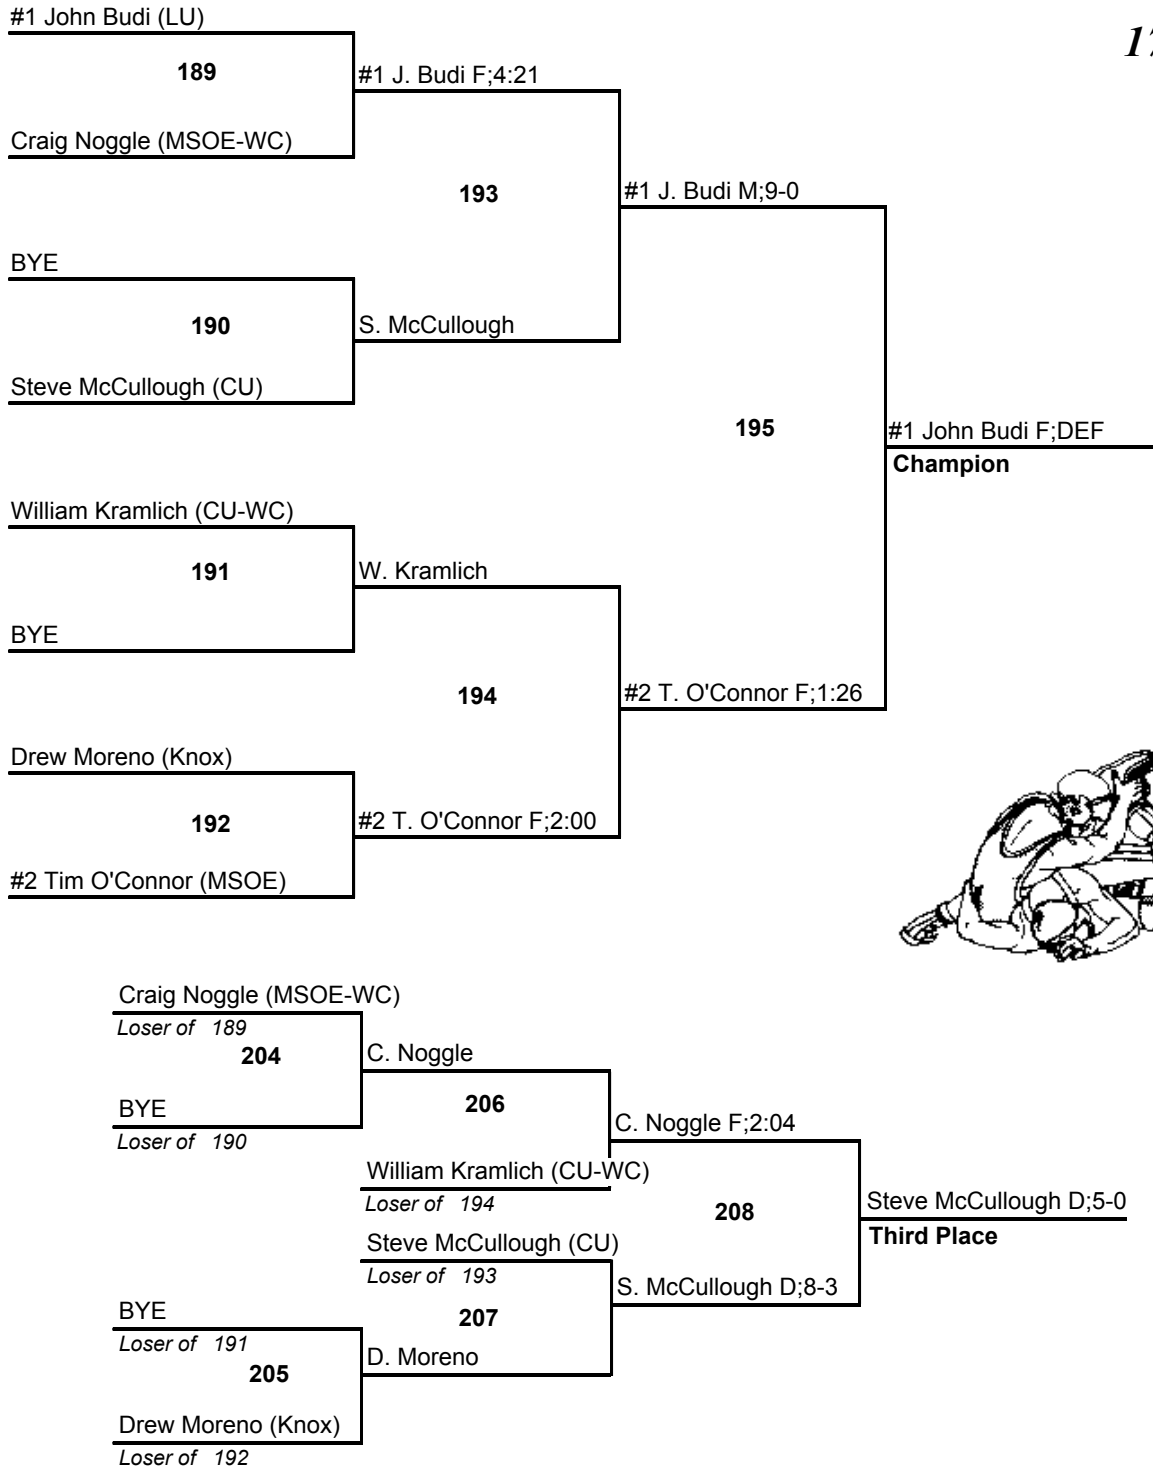 #1 John Budi (LU)
189
#1 J. Budi F;4:21
Craig Noggle (MSOE-WC)
193
#1 J. Budi M;9-0
BYE
190
S. McCullough
Steve McCullough (CU)
195
#1 John Budi F;DEF
Champion
William Kramlich (CU-WC)
191
W. Kramlich
BYE
194
#2 T. O'Connor F;1:26
Drew Moreno (Knox)
192
#2 T. O'Connor F;2:00
#2 Tim O'Connor (MSOE)
Craig Noggle (MSOE-WC)
Loser of 189
204
C. Noggle
BYE
Loser of 190
206
C. Noggle F;2:04
William Kramlich (CU-WC)
Loser of 194
208
Steve McCullough D;5-0
Third Place
Steve McCullough (CU)
Loser of 193
S. McCullough D;8-3
BYE
Loser of 191
207
D. Moreno
205
Drew Moreno (Knox)
Loser of 192